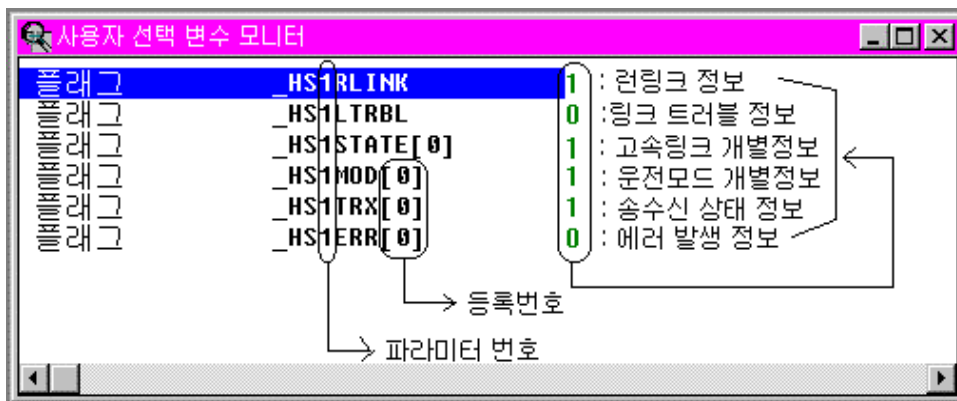 사용자 선택 변수 모니터
플래그 _HS1RLINK 1 : 런링크 정보
플래그 _HS1LTRBL 0 :링크 트러블 정보
플래그 _HS1STATE[0] 1 : 고속링크 개별정보
플래그 _HS1MOD[0] 1 : 운전모드 개별정보
플래그 _HS1TRX[0] 1 : 송수신 상태 정보
플래그 _HS1ERR[0] 0 : 에러 발생 정보
등록번호
파라미터 번호